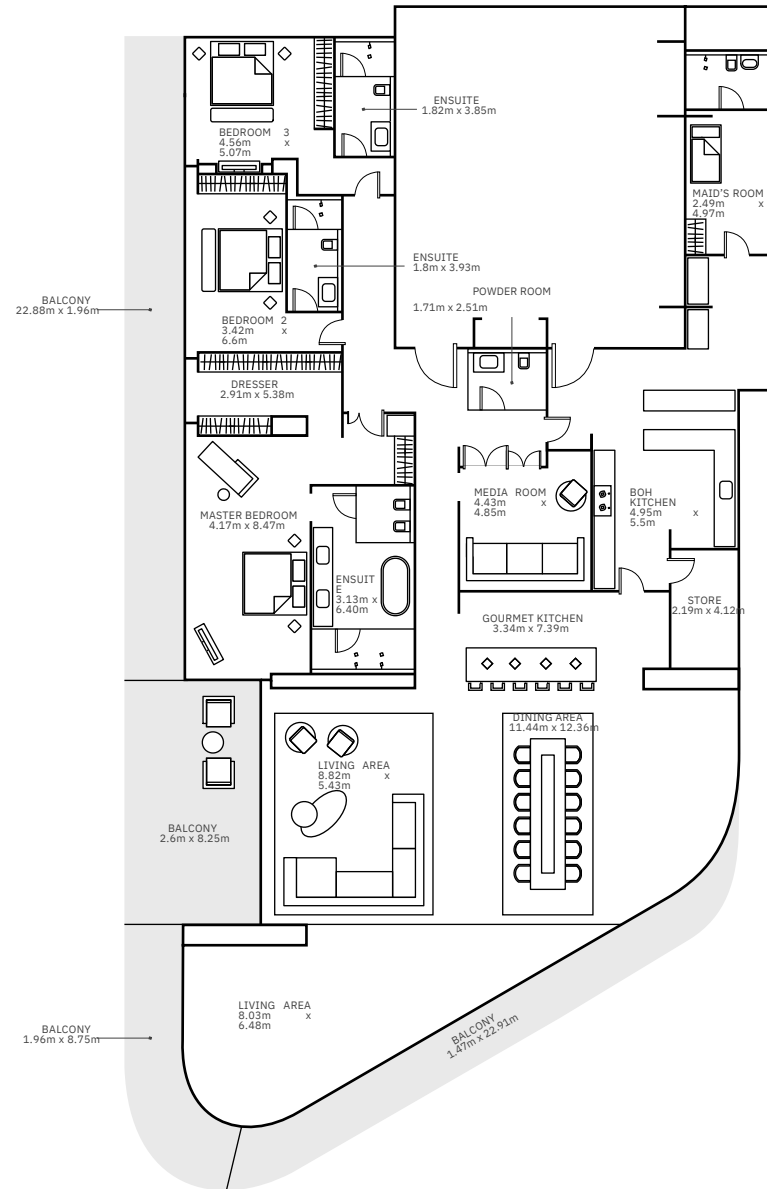 ENSUITE
1.82m x 3.85m
BEDROOM 3
4.56m x
5.07m
MAID'S ROOM
2.49m x
4.97m
ENSUITE
1.8m x 3.93m
POWDER ROOM
1.71m x 2.51m
BALCONY
22.88m x 1.96m
BEDROOM 2
3.42m x
6.6m
DRESSER
2.91m x 5.38m
MASTER BEDROOM
4.17m x 8.47m
MEDIA ROOM
4.43m x
4.85m
BOH
KITCHEN
4.95m x
5.5m
ENSUIT
E
3.13m x
6.40m
STORE
2.19m x 4.12m
GOURMET KITCHEN
3.34m x 7.39m
DINING AREA
11.44m x 12.36m
LIVING AREA
8.82m x
5.43m
BALCONY
2.6m x 8.25m
LIVING AREA
8.03m x
6.48m
BALCONY
1.96m x 8.75m
BALCONY
1.47m x 22.91m